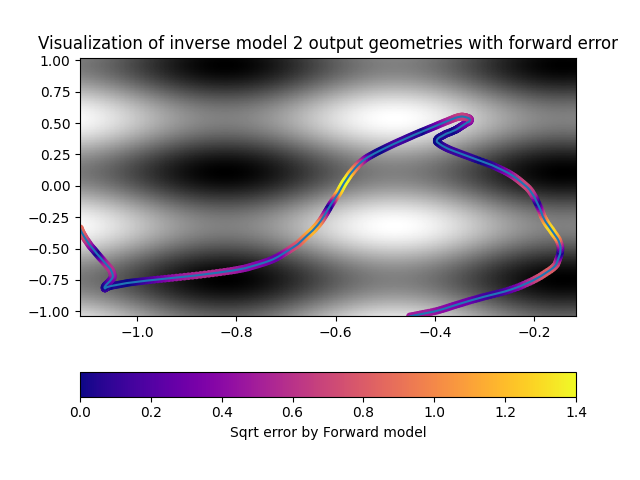 Visualization of inverse model 2 output geometries with forward error
1.00
0.75
0.50
0.25
0.00
−0.25
−0.50
−0.75
−1.00
−1.0 −0.8 −0.6 −0.4 −0.2
0.0 0.2 0.4 0.6 0.8 1.0 1.2 1.4
Sqrt error by Forward model